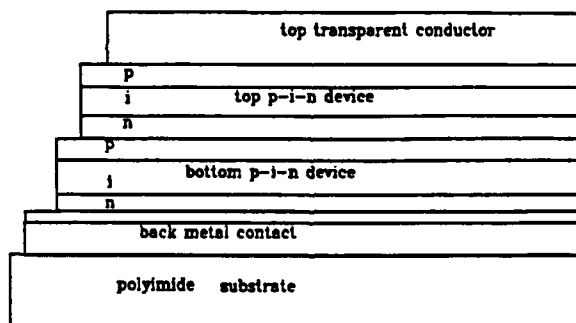 top transparent conductor
p
i top p-i-n device
n
p
bottom p-i-n device
i
n
back metal contact
polyimide substrate